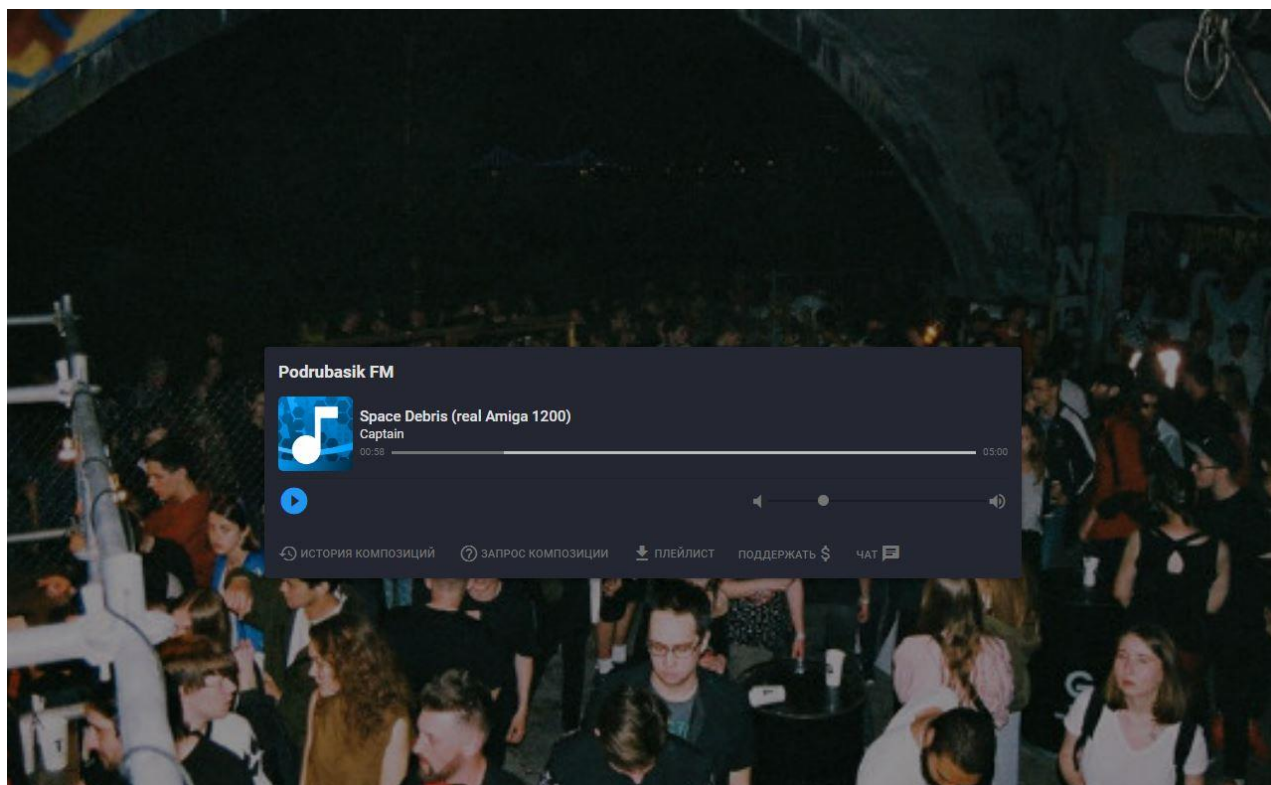 Podrubasik FM
Space Debris (real Amiga 1200)
Captain
00:58 05:00
ИСТОРИЯ КОМПОЗИЦИЙ ЗАПРОС КОМПОЗИЦИИ ПЛЕЙЛИСТ ПОДДЕРЖАТЬ $ ЧАТ